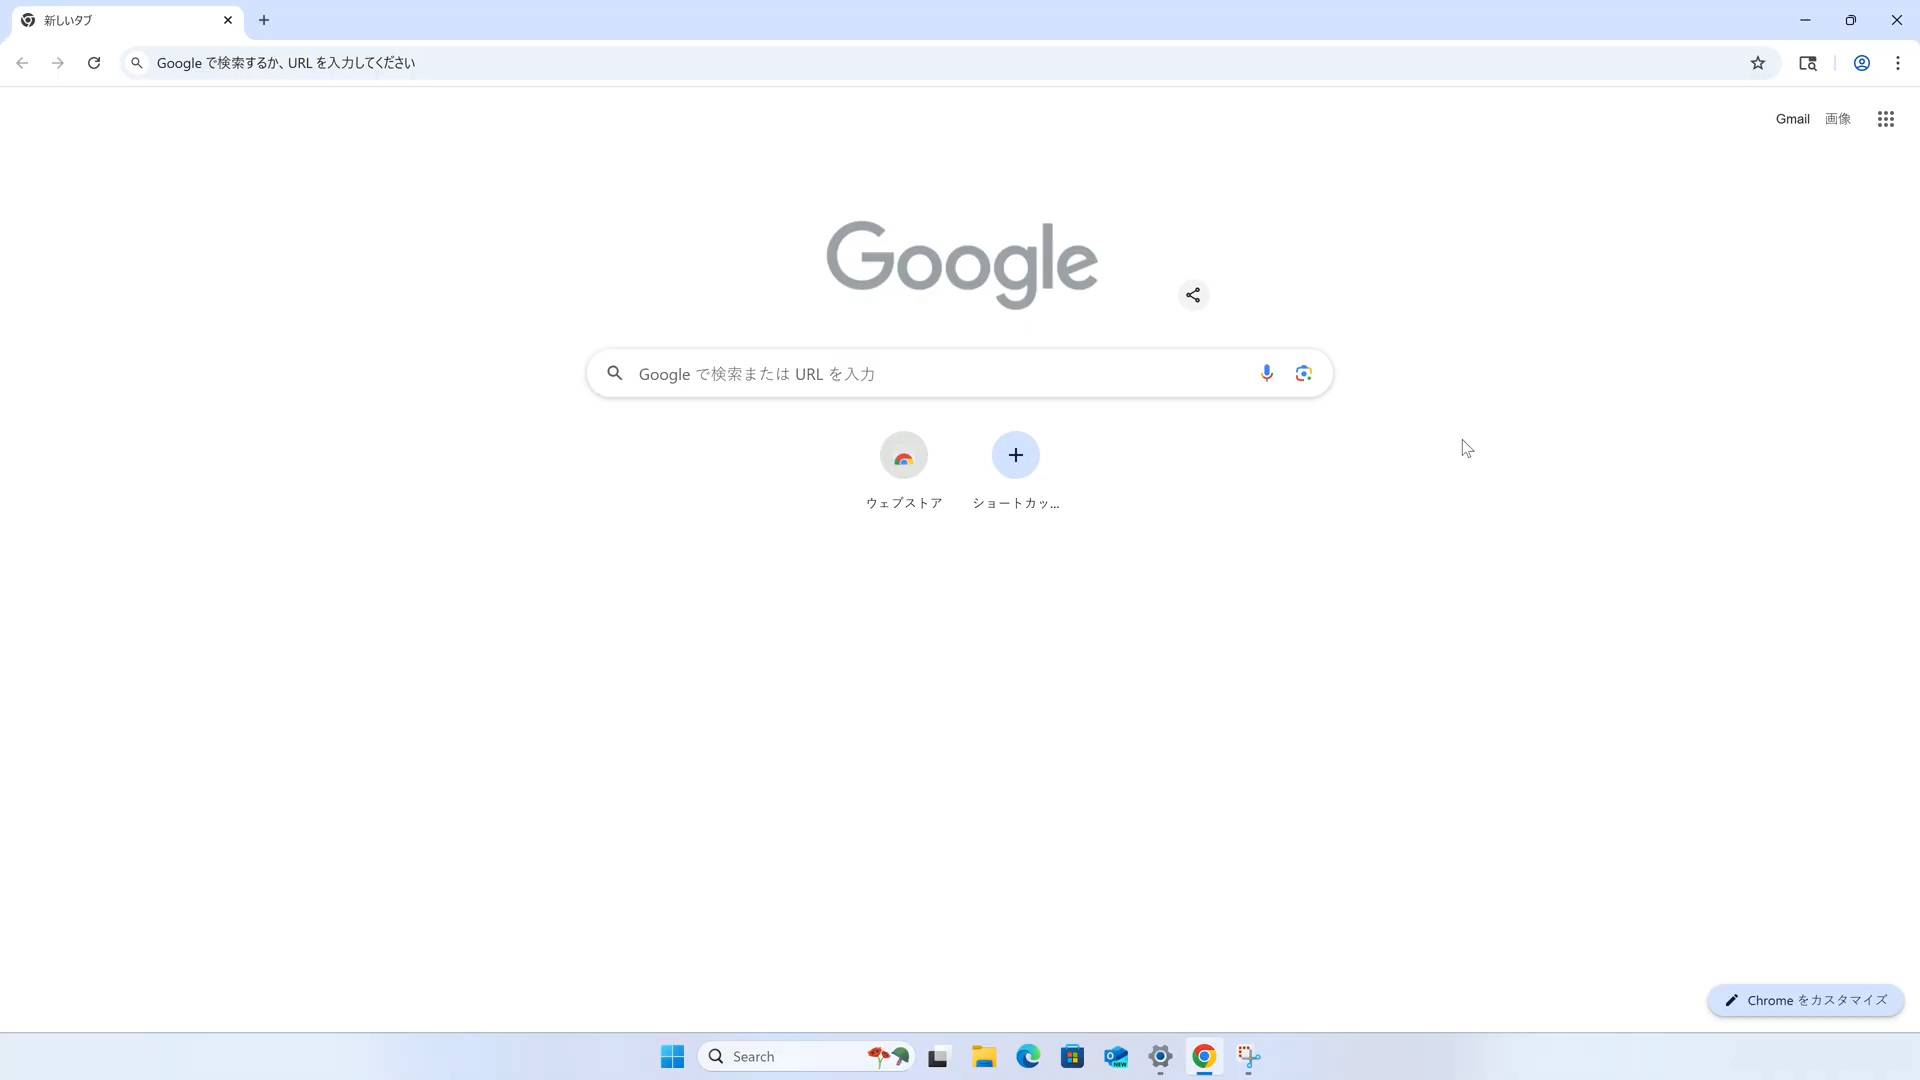 新しいタブ
Google で検索するか、URL を入力してください
Gmail 画像
Google
Google で検索または URL を入力
ウェブストア ショートカッ...
Chrome をカスタマイズ
Search
NEW